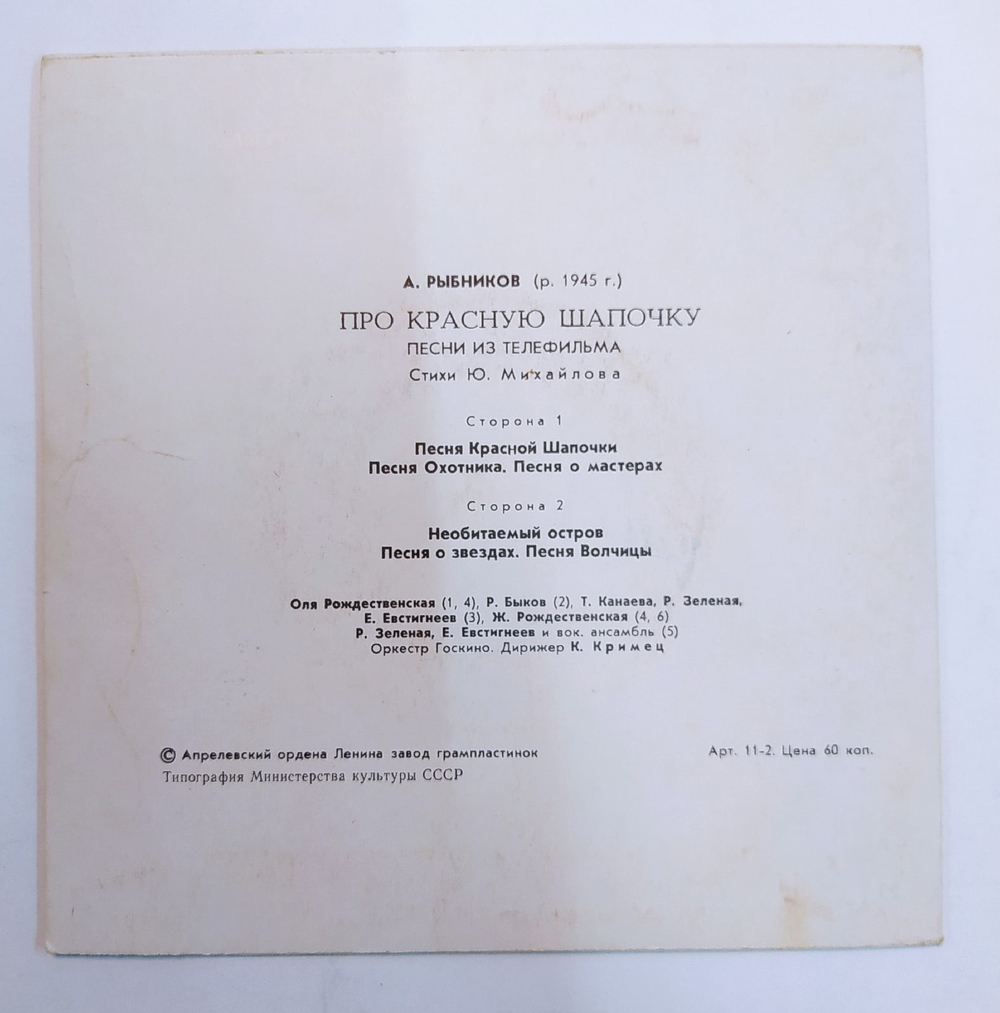 А. РЫБНИКОВ (р. 1945 г.)
ПРО КРАСНУЮ ШАПОЧКУ
ПЕСНИ ИЗ ТЕЛЕФИЛЬМА
Стихи Ю. Михайлова
Сторона 1
Песня Красной Шапочки
Песня Охотника. Песня о мастерах
Сторона 2
Необитаемый остров
Песня о звездах. Песня Волчицы
Оля Рождественская (1, 4), Р. Быков (2), Т. Канаева, Р. Зеленая,
Е. Евстигнеев (3), Ж. Рождественская (4, 6)
Р. Зеленая, Е. Евстигнеев и вок. ансамбль (5)
Оркестр Госкино. Дирижер К. Кримец
© Апрелевский ордена Ленина завод грампластинок
Арт. 11-2. Цена 60 коп.
Типография Министерства культуры СССР